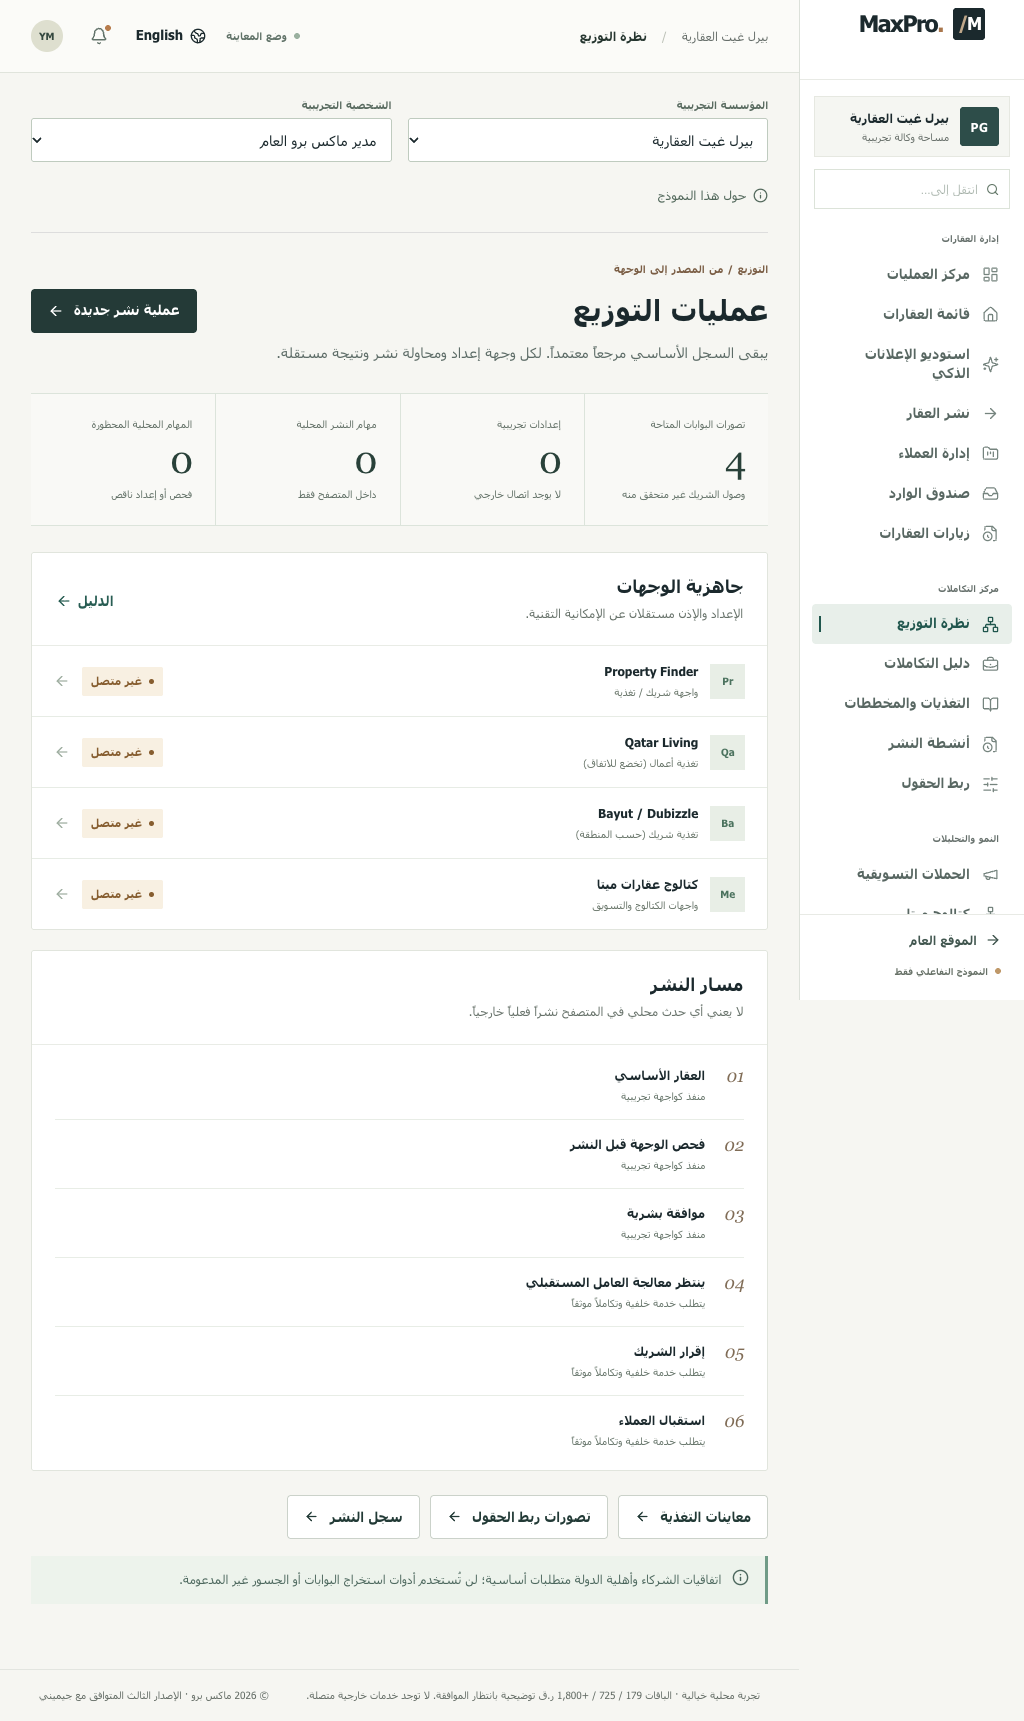 MaxPro.
/M
بيرل غيت العقارية
مساحة وكالة تجريبية
PG
انتقل إلى...
إدارة العقارات
مركز العمليات
قائمة العقارات
استوديو الإعلانات
الذكي
نشر العقار
إدارة العملاء
صندوق الوارد
زيارات العقارات
مركز التكاملات
نظرة التوزيع
دليل التكاملات
التغذيات والمخططات
أنشطة النشر
ربط الحقول
النمو والتحليلات
الحملات التسويقية
كتالوج ميتا
الموقع العام
النموذج التفاعلي فقط
بيرل غيت العقارية / نظرة التوزيع
وضع المعاينة
English
YM
المؤسسة التجريبية
بيرل غيت العقارية
الشخصية التجريبية
مدير ماكس برو العام
حول هذا النموذج
التوزيع / من المصدر إلى الوجهة
عمليات التوزيع
عملية نشر جديدة
يبقى السجل الأساسي مرجعاً معتمداً. لكل وجهة إعداد ومحاولة نشر ونتيجة مستقلة.
تصورات البوابات المتاحة
4
وصول الشريك غير متحقق منه
إعدادات تجريبية
0
لا يوجد اتصال خارجي
مهام النشر المحلية
0
داخل المتصفح فقط
المهام المحلية المحظورة
0
فحص أو إعداد ناقص
جاهزية الوجهات
الإعداد والإذن مستقلان عن الإمكانية التقنية.
الدليل
Pr
Property Finder
واجهة شريك / تغذية
غير متصل
Qa
Qatar Living
تغذية أعمال (تخضع للاتفاق)
غير متصل
Ba
Bayut / Dubizzle
تغذية شريك (حسب المنطقة)
غير متصل
Me
كتالوج عقارات ميتا
واجهات الكتالوج والتسويق
غير متصل
مسار النشر
لا يعني أي حدث محلي في المتصفح نشراً فعلياً خارجياً.
01
العقار الأساسي
منفذ كواجهة تجريبية
02
فحص الوجهة قبل النشر
منفذ كواجهة تجريبية
03
موافقة بشرية
منفذ كواجهة تجريبية
04
ينتظر معالجة العامل المستقبلي
يتطلب خدمة خلفية وتكاملاً موثقاً
05
إقرار الشريك
يتطلب خدمة خلفية وتكاملاً موثقاً
06
استقبال العملاء
يتطلب خدمة خلفية وتكاملاً موثقاً
معاينات التغذية
تصورات ربط الحقول
سجل النشر
اتفاقيات الشركاء وأهلية الدولة متطلبات أساسية؛ لن تُستخدم أدوات استخراج البوابات أو الجسور غير المدعومة.
تجربة محلية خيالية · الباقات 179 / 725 / 1,800+ ر.ق توضيحية بانتظار الموافقة. لا توجد خدمات خارجية متصلة.
© 2026 ماكس برو · الإصدار الثالث المتوافق مع جيميني